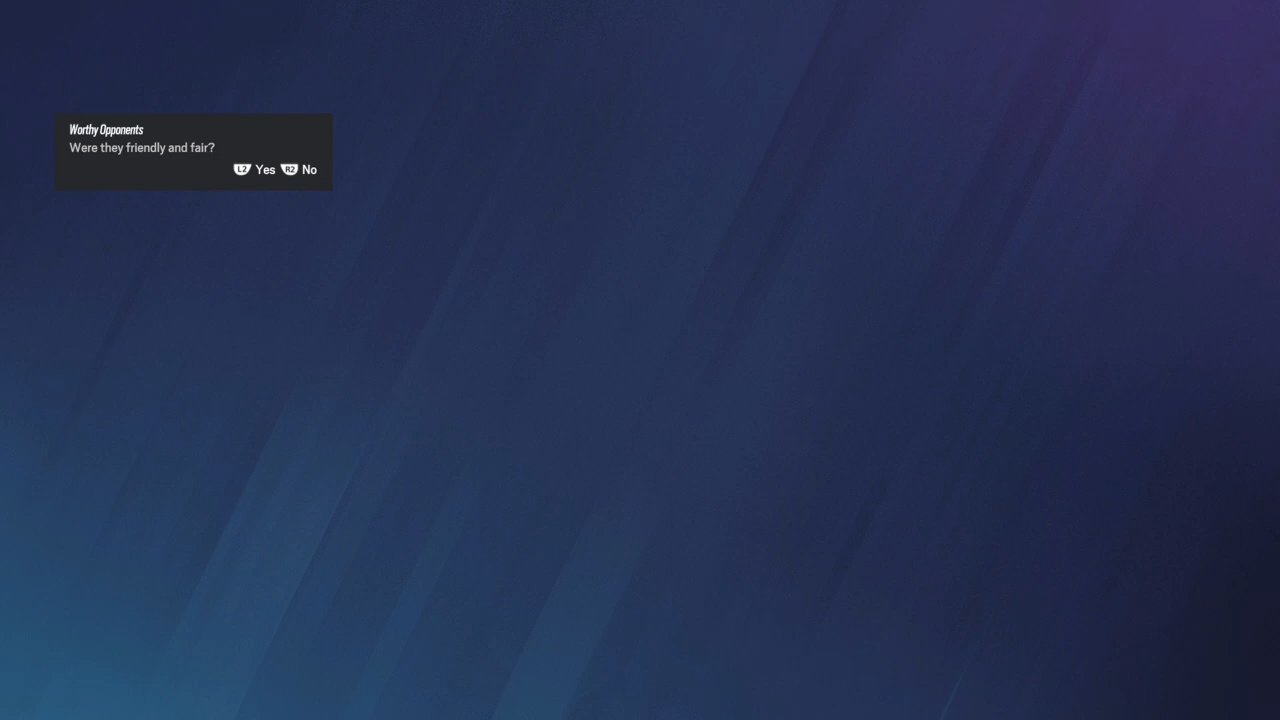 Worthy Opponents
Were they friendly and fair?
L2 Yes R2 No